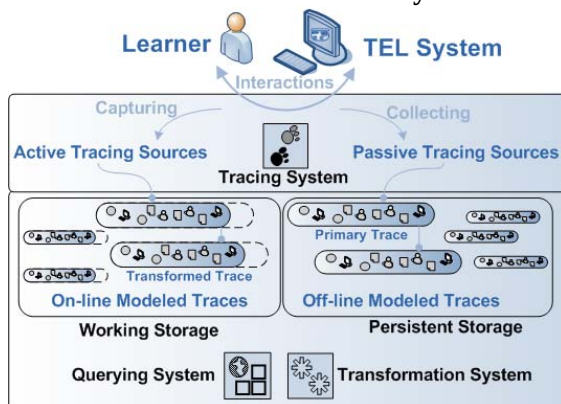 Learner
TEL System
Interactions
Capturing
Collecting
Active Tracing Sources
Passive Tracing Sources
Tracing System
Primary Trace
Transformed Trace
On-line Modeled Traces
Off-line Modeled Traces
Working Storage
Persistent Storage
Querying System
Transformation System